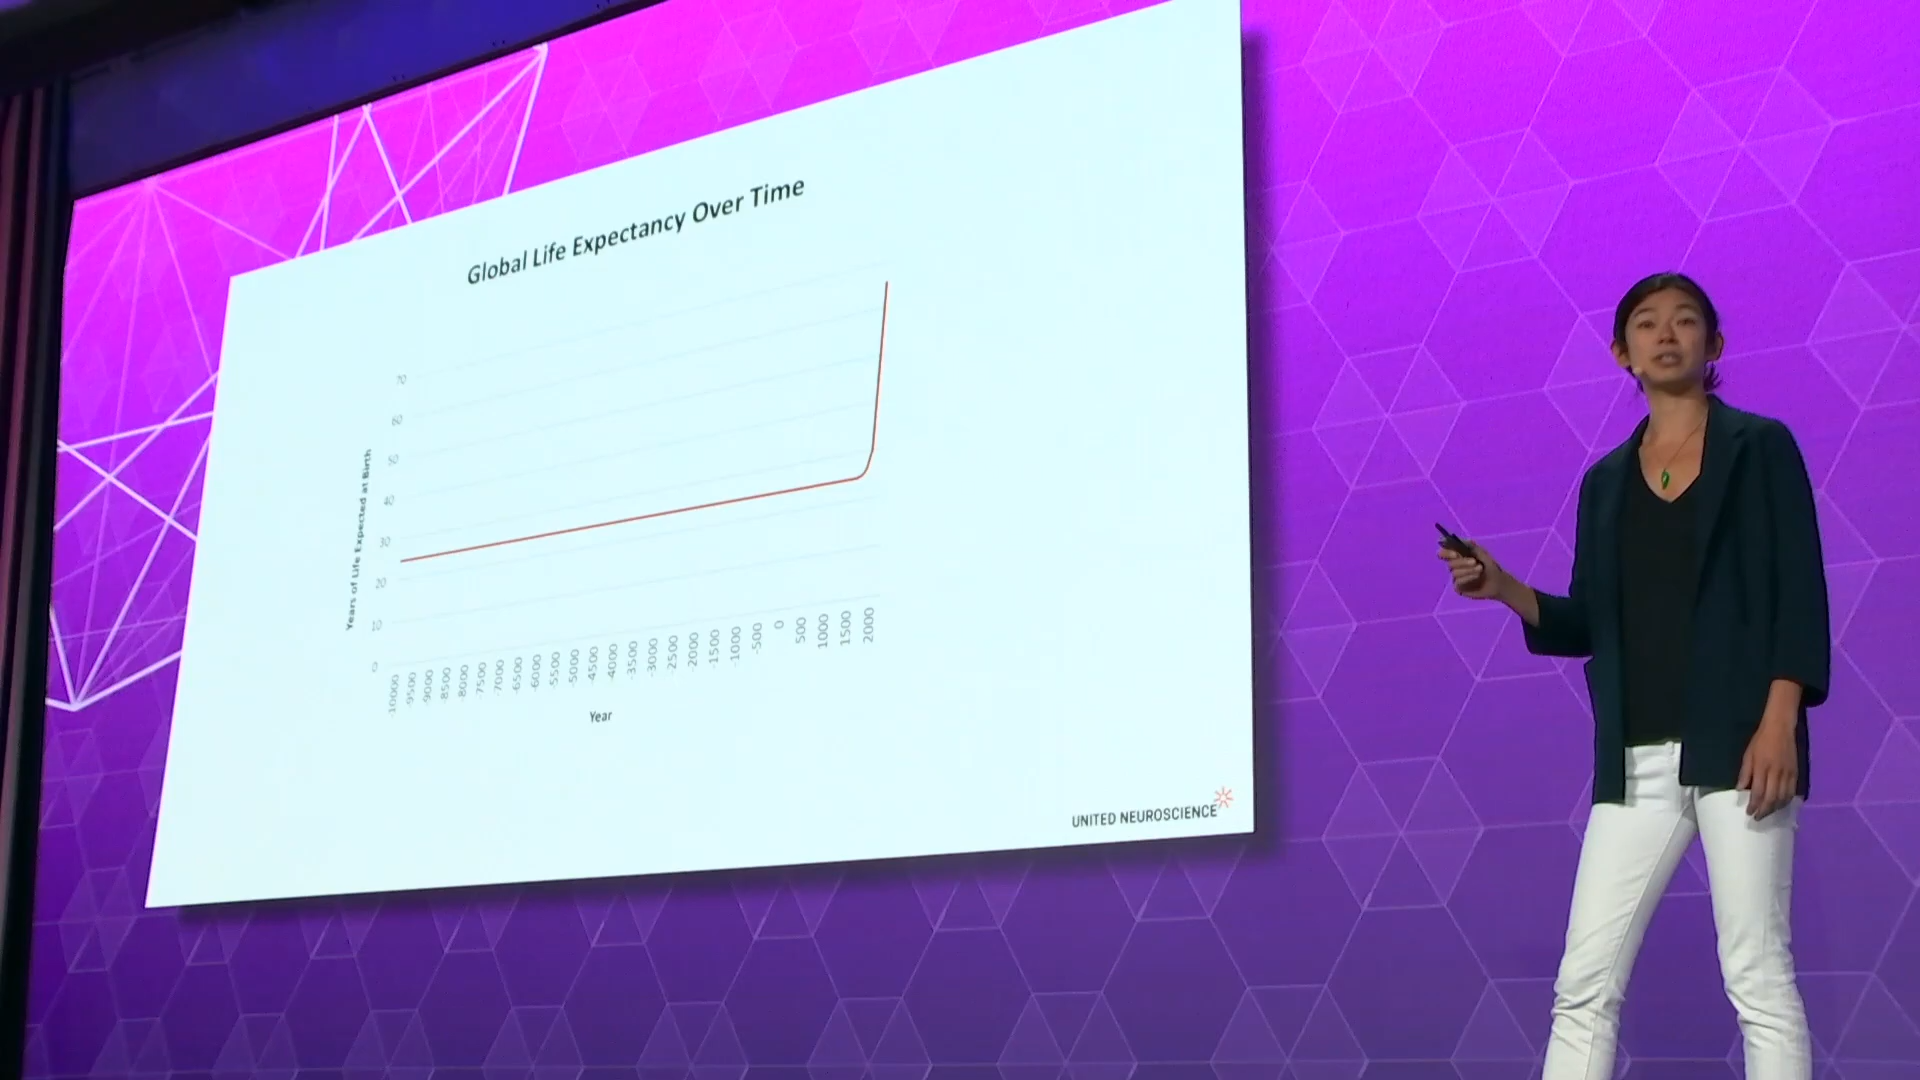 Global Life Expectancy Over Time
70
60
50
40
30
20
10
0
Years of Life Expected at Birth
-10000 -9500 -9000 -8500 -8000 -7500 -7000 -6500 -6000 -5500 -5000 -4500 -4000 -3500 -3000 -2500 -2000 -1500 -1000 -500 0 500 1000 1500 2000
Year
UNITED NEUROSCIENCE